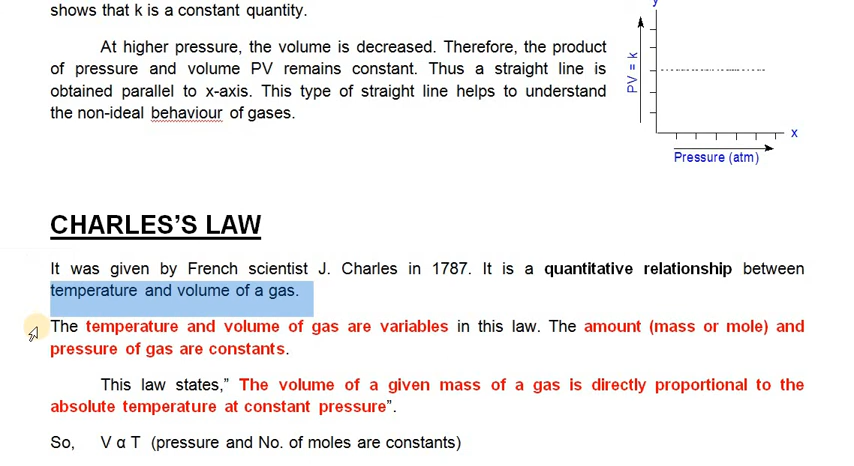 shows that k is a constant quantity.
At higher pressure, the volume is decreased. Therefore, the product
of pressure and volume PV remains constant. Thus a straight line is
obtained parallel to x-axis. This type of straight line helps to understand
the non-ideal behaviour of gases.
y
PV = k
x
Pressure (atm)
CHARLES'S LAW
It was given by French scientist J. Charles in 1787. It is a quantitative relationship between
temperature and volume of a gas.
The temperature and volume of gas are variables in this law. The amount (mass or mole) and
pressure of gas are constants.
This law states,” The volume of a given mass of a gas is directly proportional to the
absolute temperature at constant pressure”.
So, V α T (pressure and No. of moles are constants)